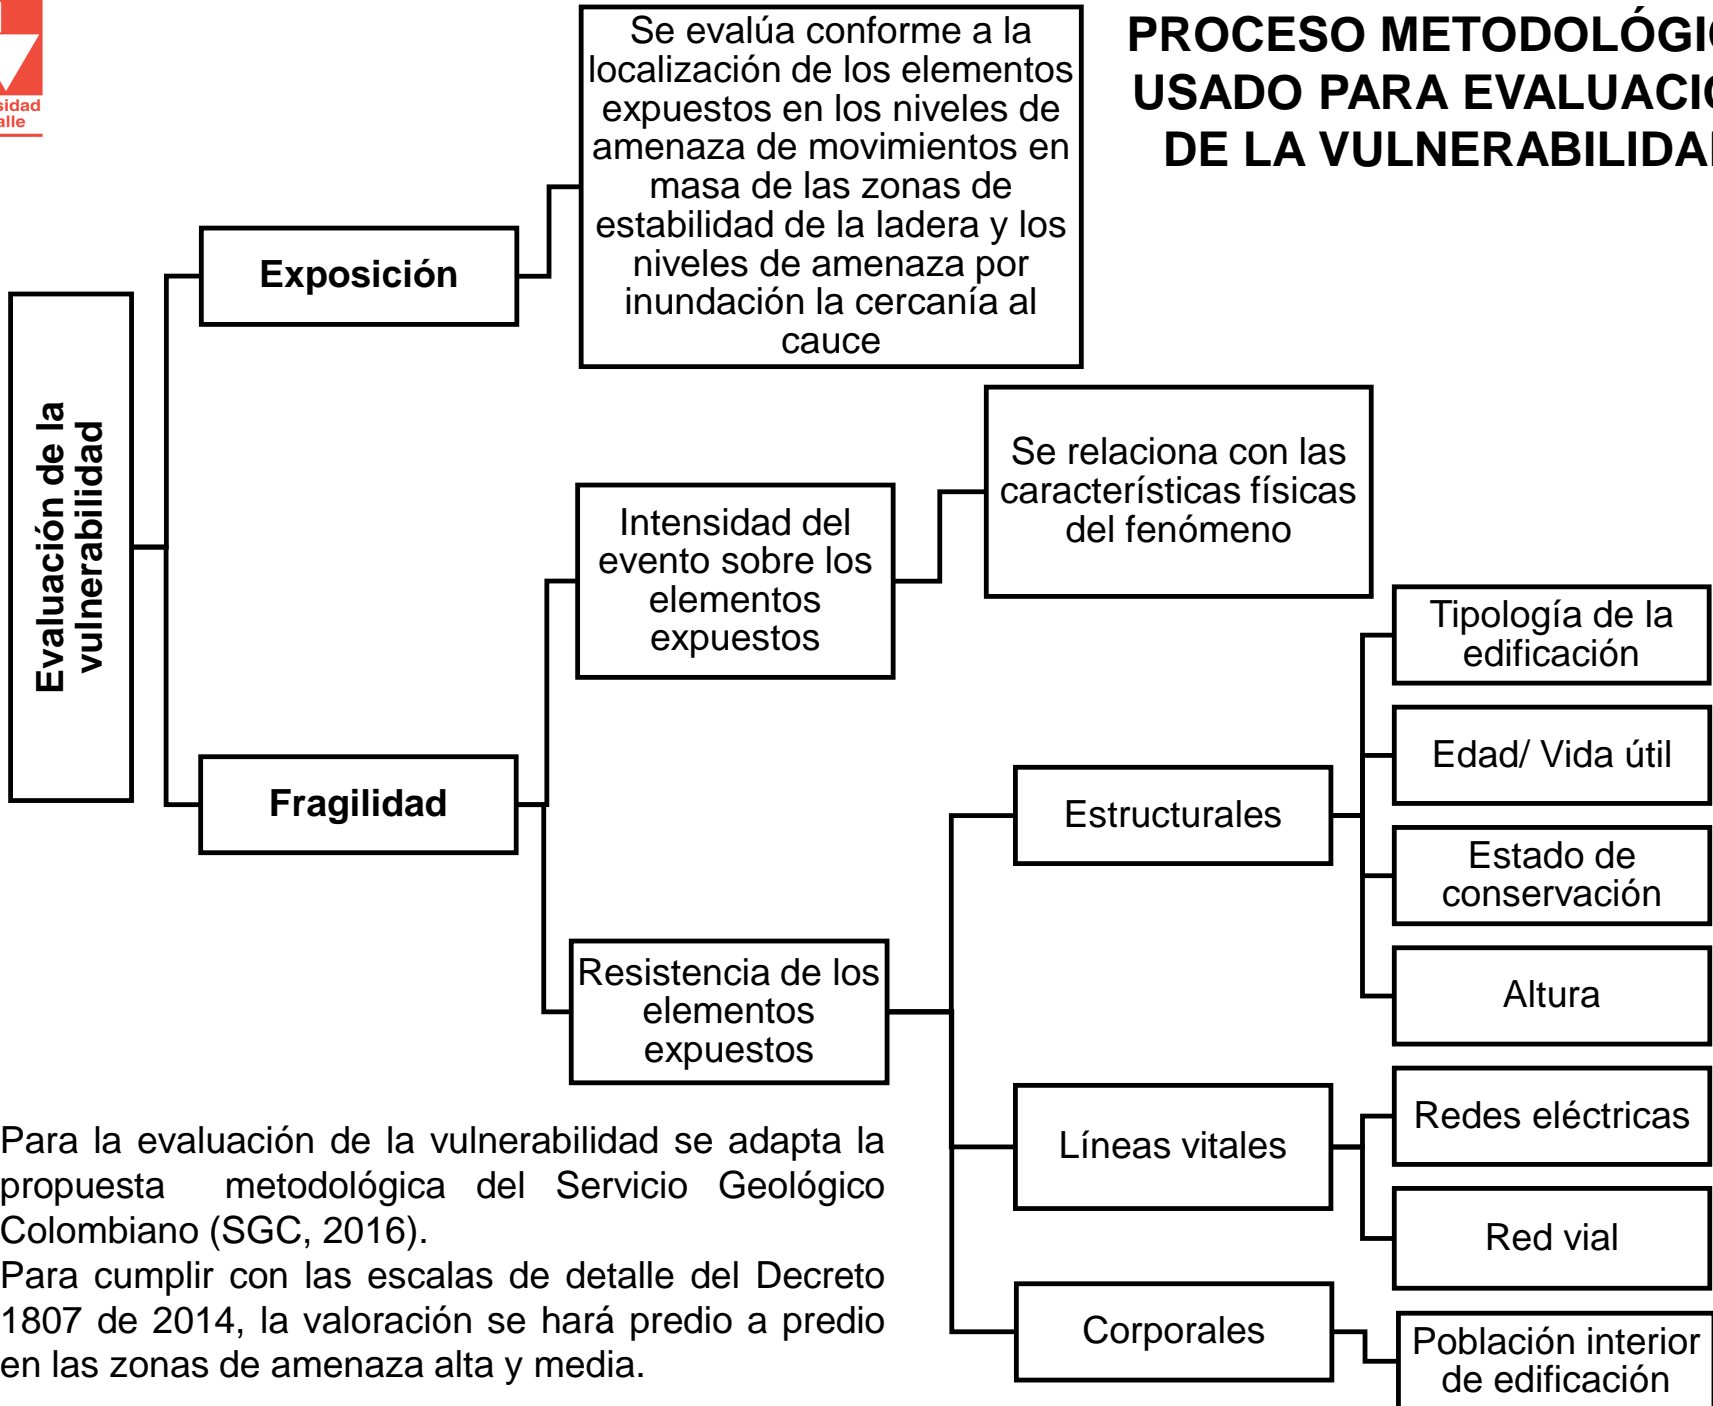 PROCESO METODOLÓGIC
USADO PARA EVALUACIÓ
DE LA VULNERABILIDA
sidad
alle
Evaluación de la
vulnerabilidad
Exposición
Se evalúa conforme a la
localización de los elementos
expuestos en los niveles de
amenaza de movimientos en
masa de las zonas de
estabilidad de la ladera y los
niveles de amenaza por
inundación la cercanía al
cauce
Fragilidad
Intensidad del
evento sobre los
elementos
expuestos
Se relaciona con las
características físicas
del fenómeno
Resistencia de los
elementos
expuestos
Estructurales
Tipología de la
edificación
Edad/ Vida útil
Estado de
conservación
Altura
Líneas vitales
Redes eléctricas
Red vial
Corporales
Población interior
de edificación
Para la evaluación de la vulnerabilidad se adapta la
propuesta metodológica del Servicio Geológico
Colombiano (SGC, 2016).
Para cumplir con las escalas de detalle del Decreto
1807 de 2014, la valoración se hará predio a predio
en las zonas de amenaza alta y media.